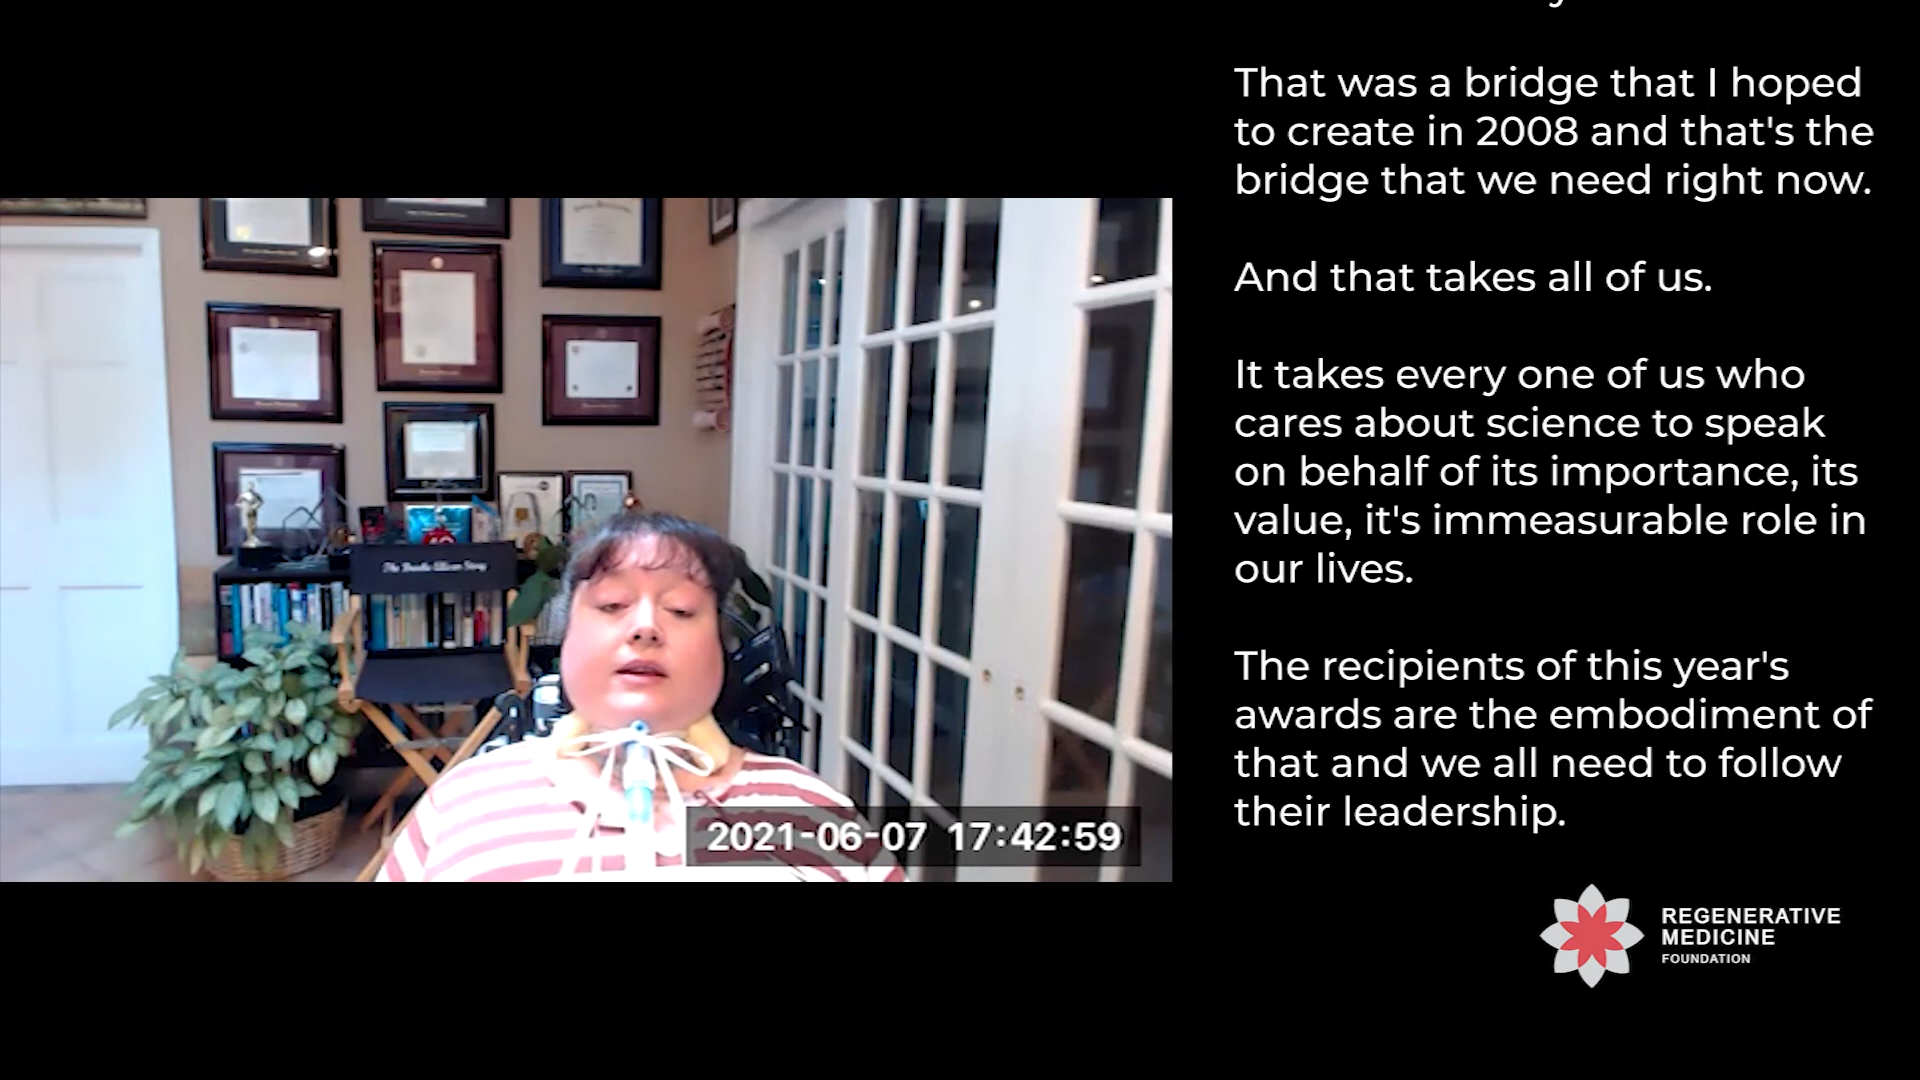 That was a bridge that I hoped
to create in 2008 and that's the
bridge that we need right now.
And that takes all of us.
It takes every one of us who
cares about science to speak
on behalf of its importance, its
value, it's immeasurable role in
our lives.
The recipients of this year's
awards are the embodiment of
that and we all need to follow
their leadership.
The Brooke Ellison Story
2021-06-07 17:42:59
REGENERATIVE
MEDICINE
FOUNDATION